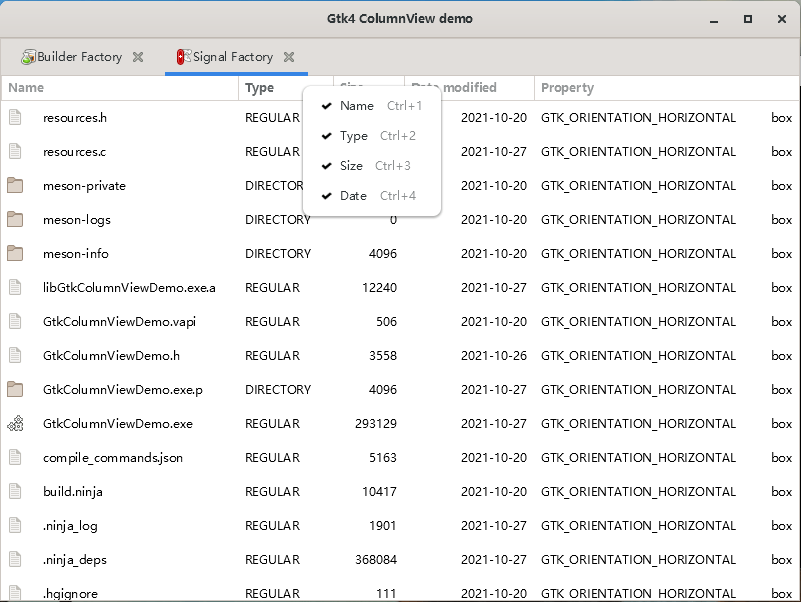 Gtk4 ColumnView demo
Builder Factory Signal Factory
Name Type Size Date modified Property
Name Ctrl+1
Type Ctrl+2
Size Ctrl+3
Date Ctrl+4
resources.h REGULAR 2021-10-20 GTK_ORIENTATION_HORIZONTAL box
resources.c REGULAR 2021-10-27 GTK_ORIENTATION_HORIZONTAL box
meson-private DIRECTOR 2021-10-20 GTK_ORIENTATION_HORIZONTAL box
meson-logs DIRECTORY 0 2021-10-20 GTK_ORIENTATION_HORIZONTAL box
meson-info DIRECTORY 4096 2021-10-20 GTK_ORIENTATION_HORIZONTAL box
libGtkColumnViewDemo.exe.a REGULAR 12240 2021-10-27 GTK_ORIENTATION_HORIZONTAL box
GtkColumnViewDemo.vapi REGULAR 506 2021-10-20 GTK_ORIENTATION_HORIZONTAL box
GtkColumnViewDemo.h REGULAR 3558 2021-10-26 GTK_ORIENTATION_HORIZONTAL box
GtkColumnViewDemo.exe.p DIRECTORY 4096 2021-10-27 GTK_ORIENTATION_HORIZONTAL box
GtkColumnViewDemo.exe REGULAR 293129 2021-10-27 GTK_ORIENTATION_HORIZONTAL box
compile_commands.json REGULAR 5163 2021-10-20 GTK_ORIENTATION_HORIZONTAL box
build.ninja REGULAR 10417 2021-10-20 GTK_ORIENTATION_HORIZONTAL box
.ninja_log REGULAR 1901 2021-10-27 GTK_ORIENTATION_HORIZONTAL box
.ninja_deps REGULAR 368084 2021-10-27 GTK_ORIENTATION_HORIZONTAL box
.hgignore REGULAR 111 2021-10-20 GTK_ORIENTATION_HORIZONTAL box